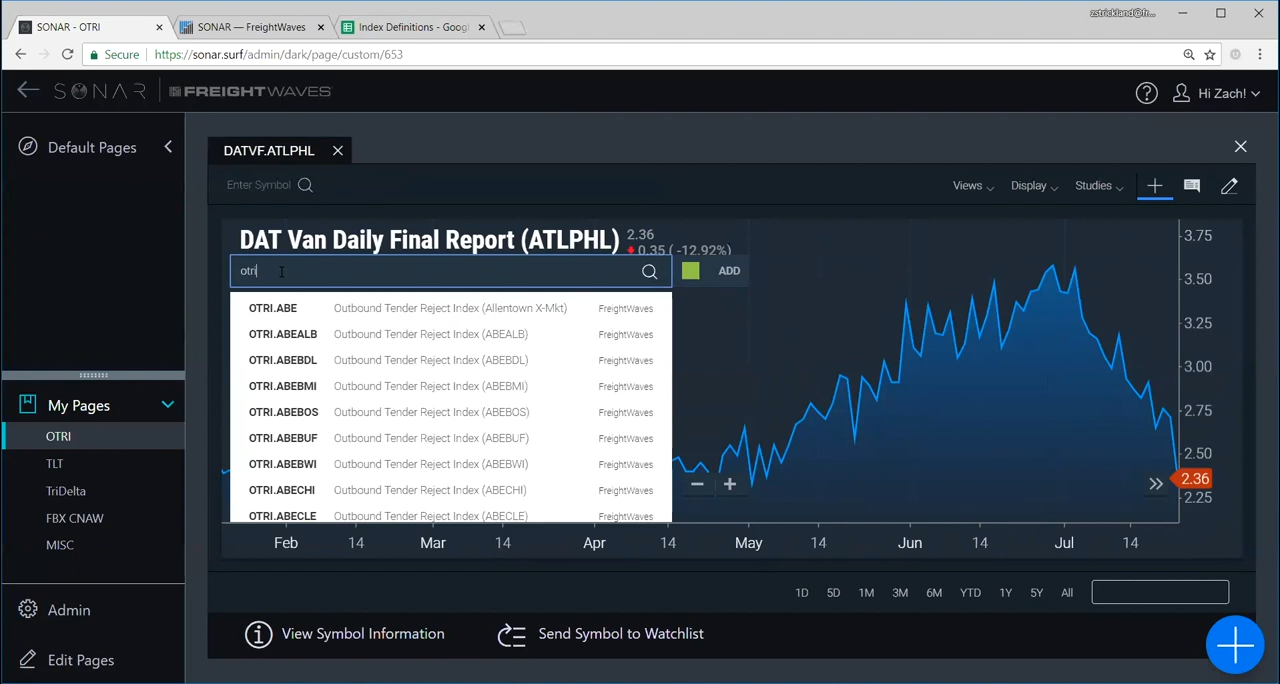 SONAR - OTRI
SONAR — FreightWaves
Index Definitions - Goog
zstrickland@fr...
Secure
https://sonar.surf/admin/dark/page/custom/653
SONAR
FREIGHTWAVES
Hi Zach!
Default Pages
DATVF.ATLPHL
Enter Symbol
Views
Display
Studies
DAT Van Daily Final Report (ATLPHL)
2.36
0.35 ( -12.92%)
otri
ADD
OTRI.ABE Outbound Tender Reject Index (Allentown X-Mkt) FreightWaves
OTRI.ABEALB Outbound Tender Reject Index (ABEALB) FreightWaves
OTRI.ABEBDL Outbound Tender Reject Index (ABEBDL) FreightWaves
OTRI.ABEBMI Outbound Tender Reject Index (ABEBMI) FreightWaves
OTRI.ABEBOS Outbound Tender Reject Index (ABEBOS) FreightWaves
OTRI.ABEBUF Outbound Tender Reject Index (ABEBUF) FreightWaves
OTRI.ABEBWI Outbound Tender Reject Index (ABEBWI) FreightWaves
OTRI.ABECHI Outbound Tender Reject Index (ABECHI) FreightWaves
OTRI.ABECLE Outbound Tender Reject Index (ABECLE) FreightWaves
3.75
3.50
3.25
3.00
2.75
2.50
2.36
2.25
Feb 14 Mar 14 Apr 14 May 14 Jun 14 Jul 14
1D 5D 1M 3M 6M YTD 1Y 5Y All
View Symbol Information
Send Symbol to Watchlist
My Pages
OTRI
TLT
TriDelta
FBX CNAW
MISC
Admin
Edit Pages